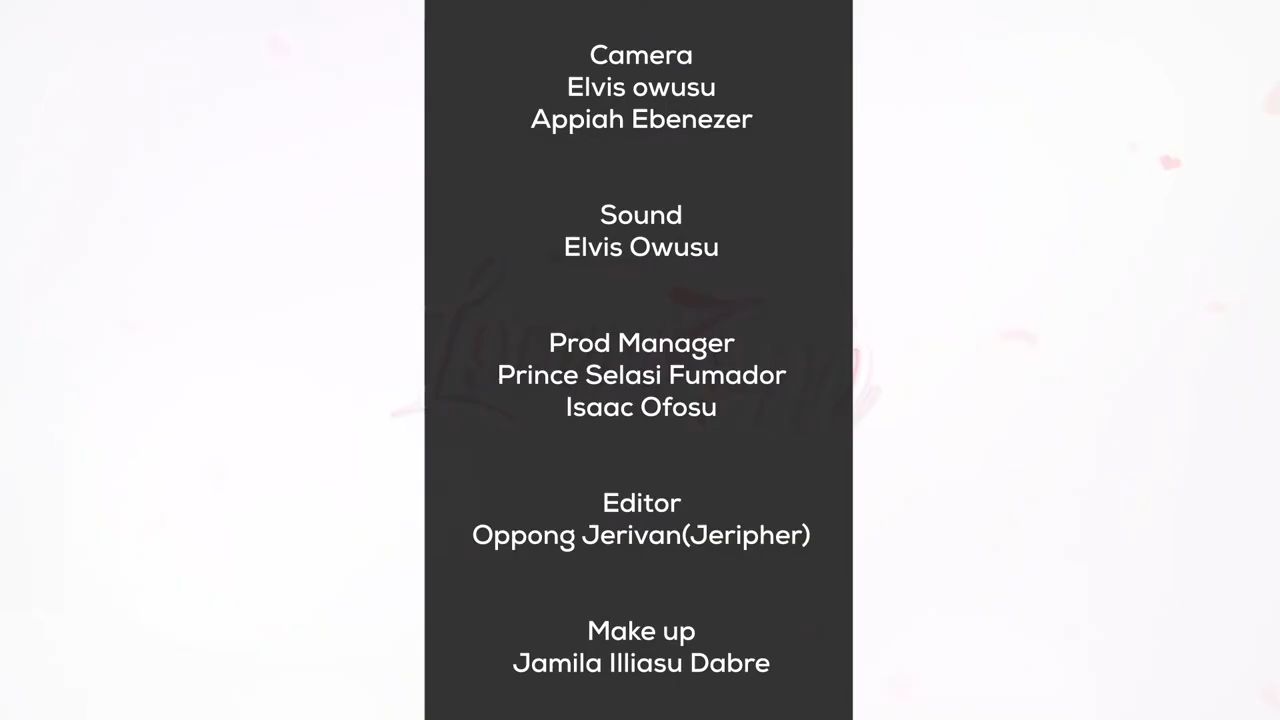 Camera
Elvis owusu
Appiah Ebenezer
Sound
Elvis Owusu
Prod Manager
Prince Selasi Fumador
Isaac Ofosu
Editor
Oppong Jerivan(Jeripher)
Make up
Jamila Illiasu Dabre